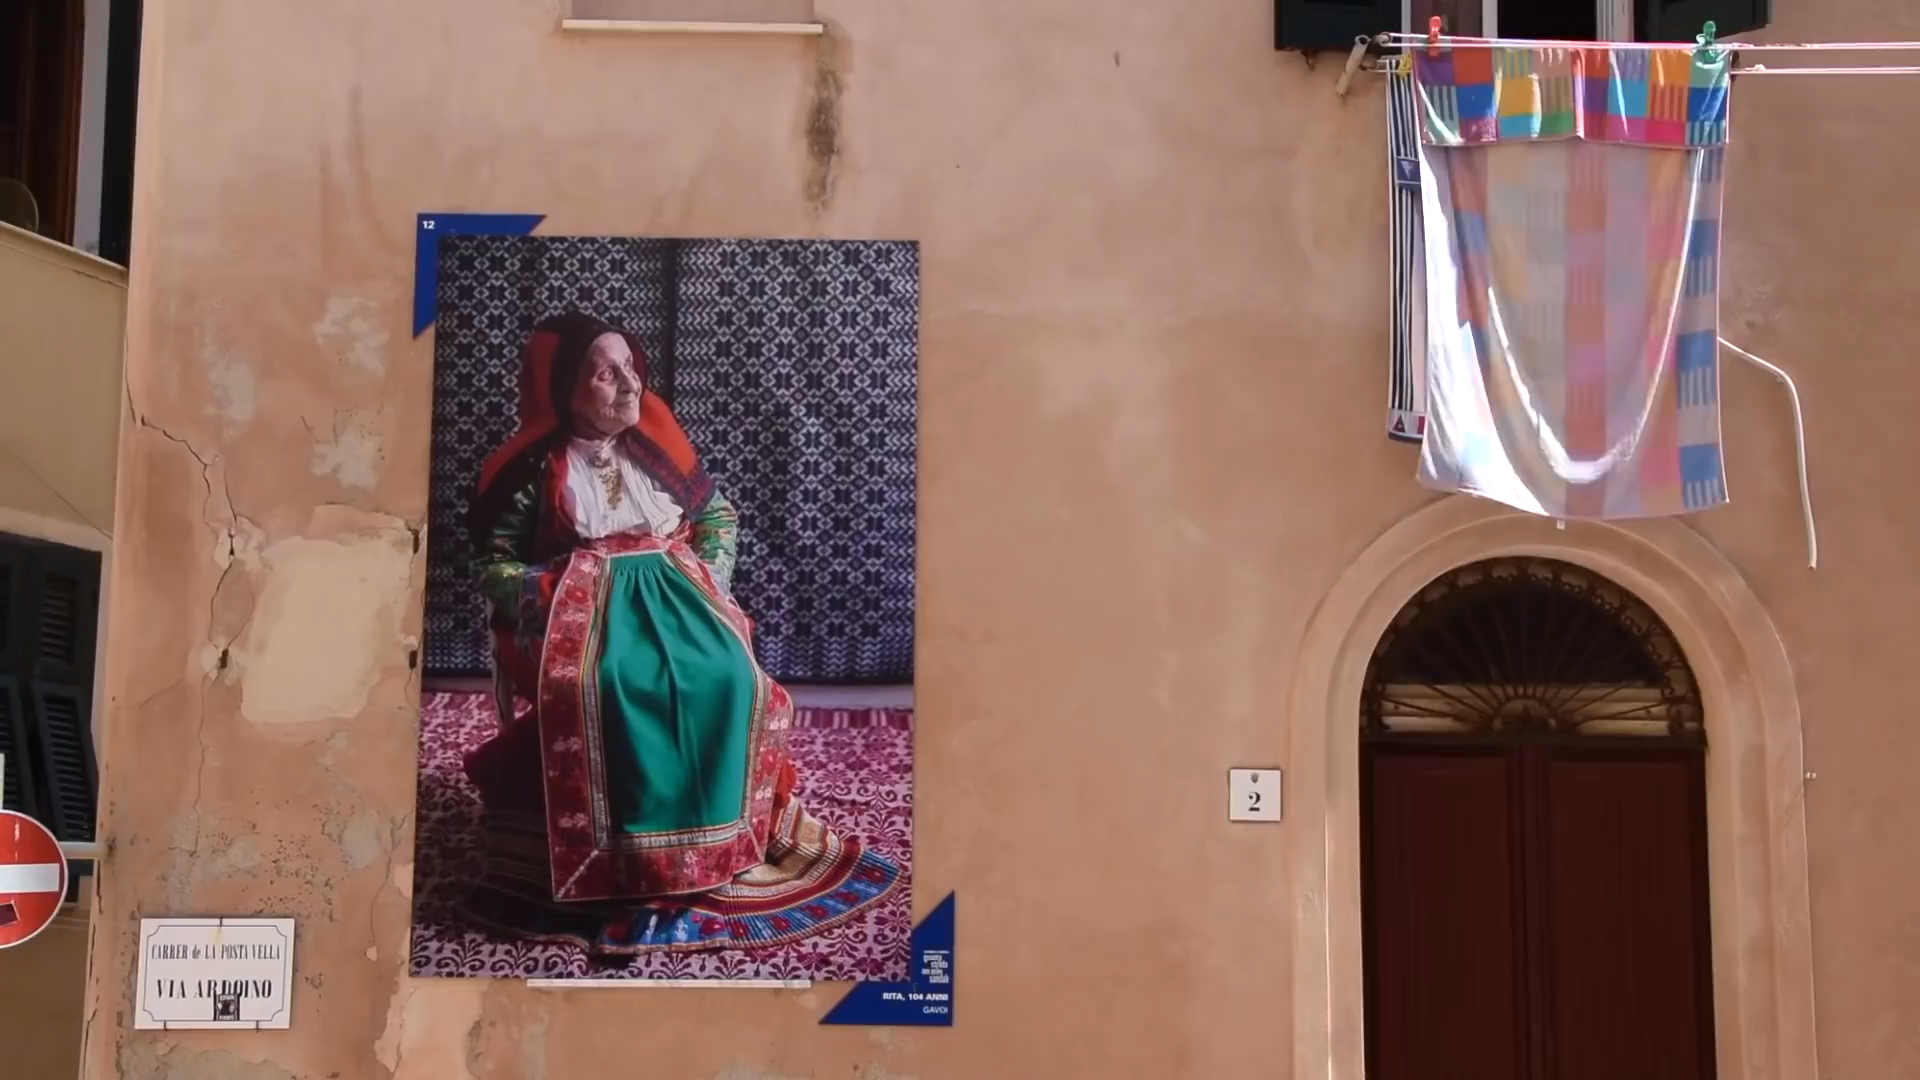 12
2
CARRER de LA POSTA VELLA
VIA ARDOINO
RITA, 104 ANNI
GAVOI